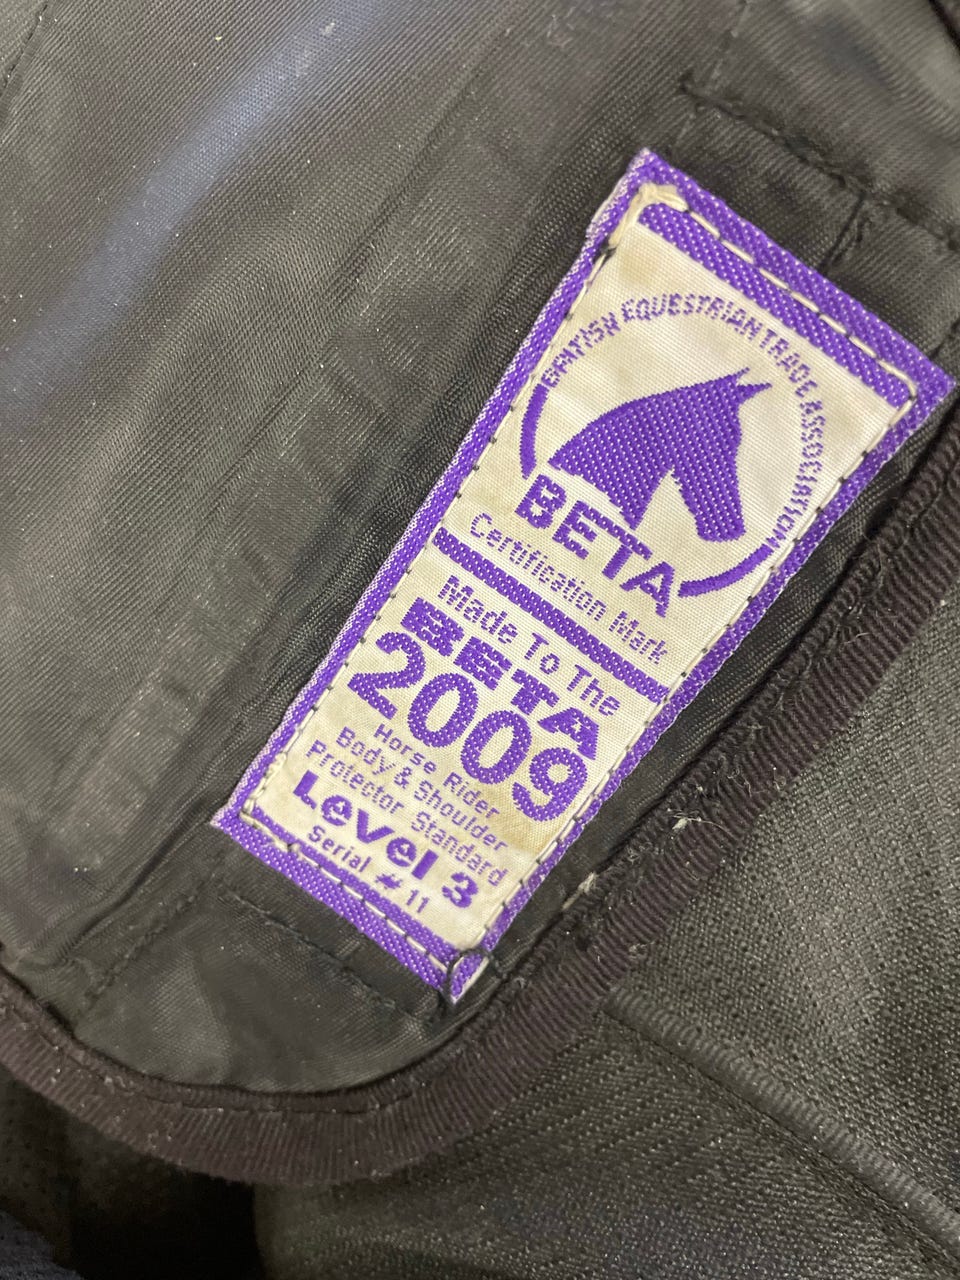 BRITISH EQUESTRIAN TRADE ASSOCIATION
BETA
Certification Mark
Made To The
BETA
2009
Horse Rider
Body & Shoulder
Protector Standard
Level 3
Serial # 11